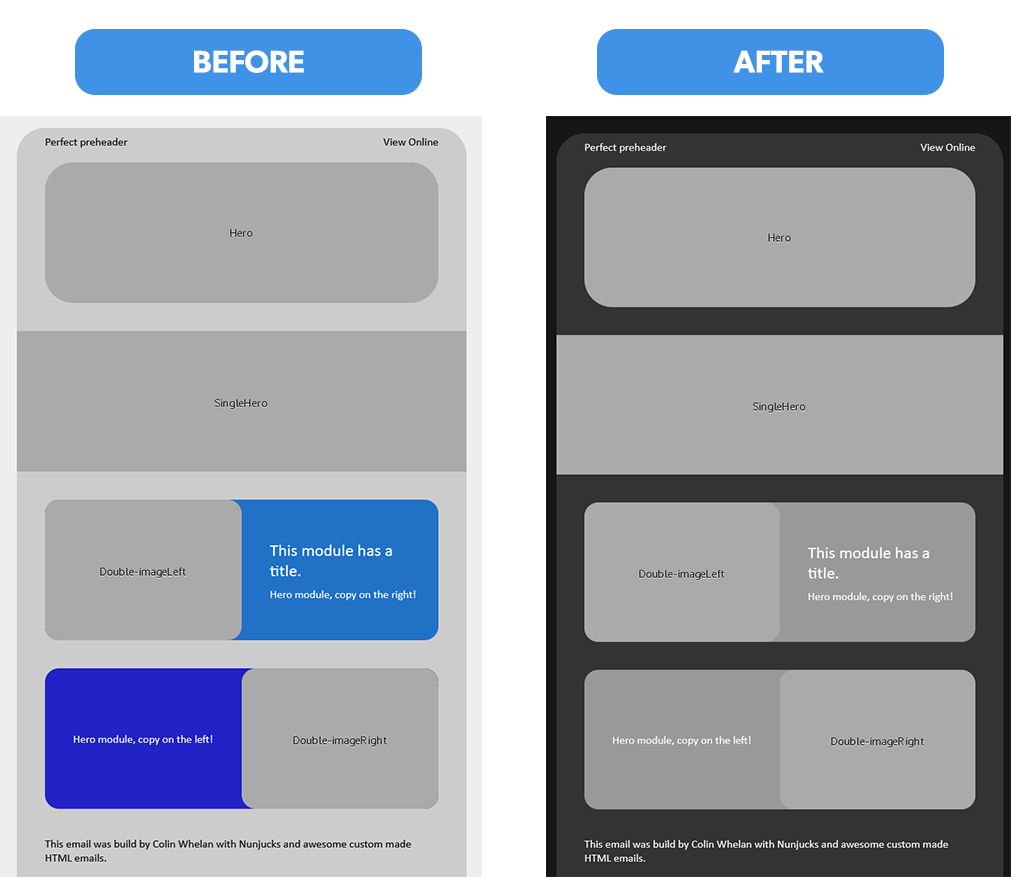 BEFORE
AFTER
Perfect preheader
View Online
Hero
SingleHero
Double-imageLeft
This module has a
title.
Hero module, copy on the right!
Hero module, copy on the left!
Double-imageRight
This email was build by Colin Whelan with Nunjucks and awesome custom made
HTML emails.
Perfect preheader
View Online
Hero
SingleHero
Double-imageLeft
This module has a
title.
Hero module, copy on the right!
Hero module, copy on the left!
Double-imageRight
This email was build by Colin Whelan with Nunjucks and awesome custom made
HTML emails.